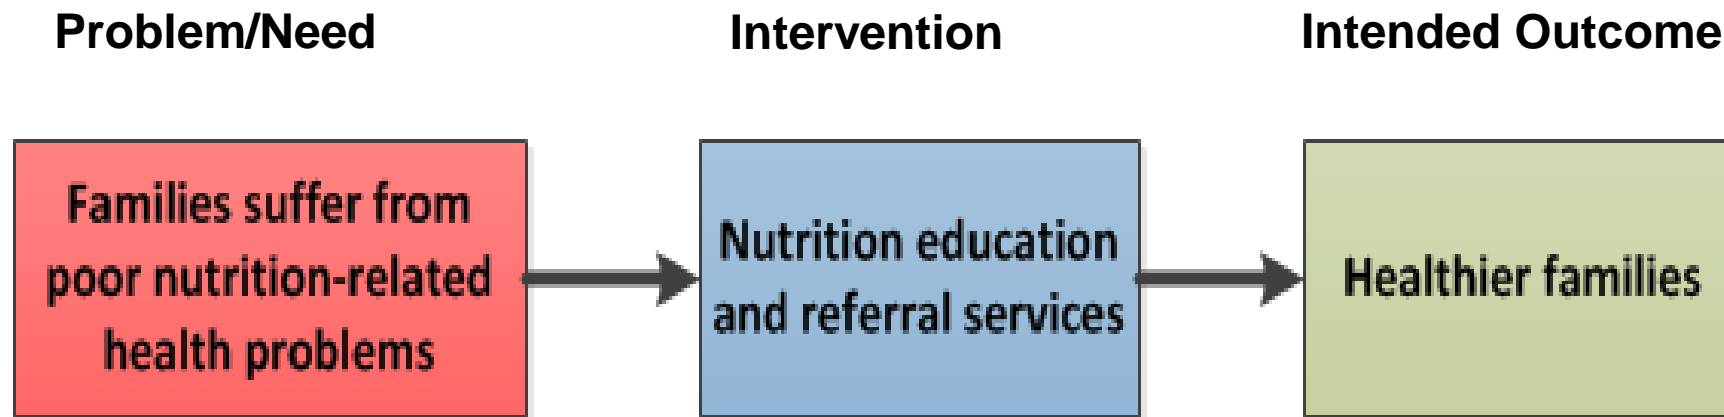 Problem/Need
Intervention
Intended Outcome
Families suffer from
poor nutrition-related
health problems
Nutrition education
and referral services
Healthier families